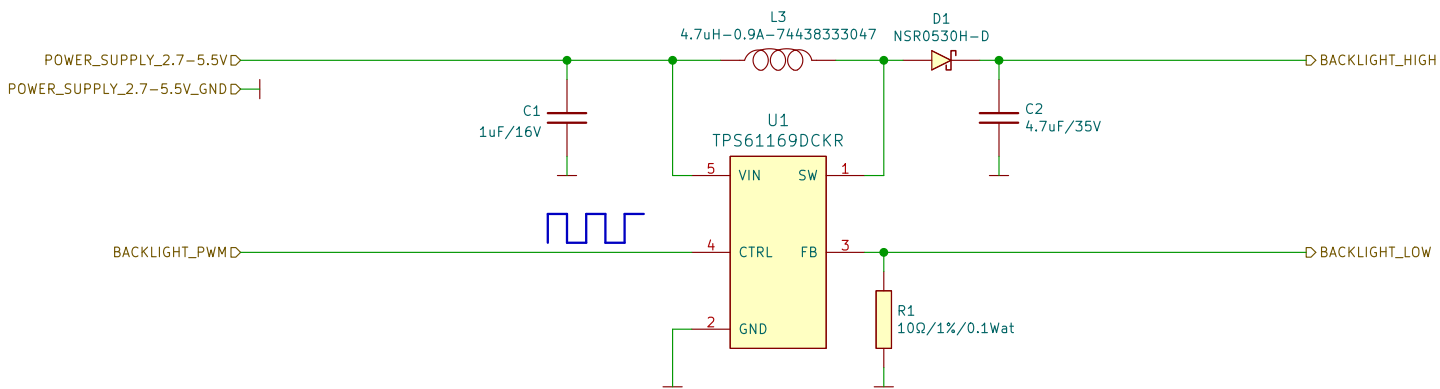 L3
4.7uH-0.9A-74438333047
D1
NSR0530H-D
POWER_SUPPLY_2.7-5.5V
BACKLIGHT_HIGH
POWER_SUPPLY_2.7-5.5V_GND
C1
1uF/16V
C2
4.7uF/35V
U1
TPS61169DCKR
5 VIN SW 1
BACKLIGHT_PWM
4 CTRL FB 3
BACKLIGHT_LOW
2 GND
R1
10Ω/1%/0.1Wat